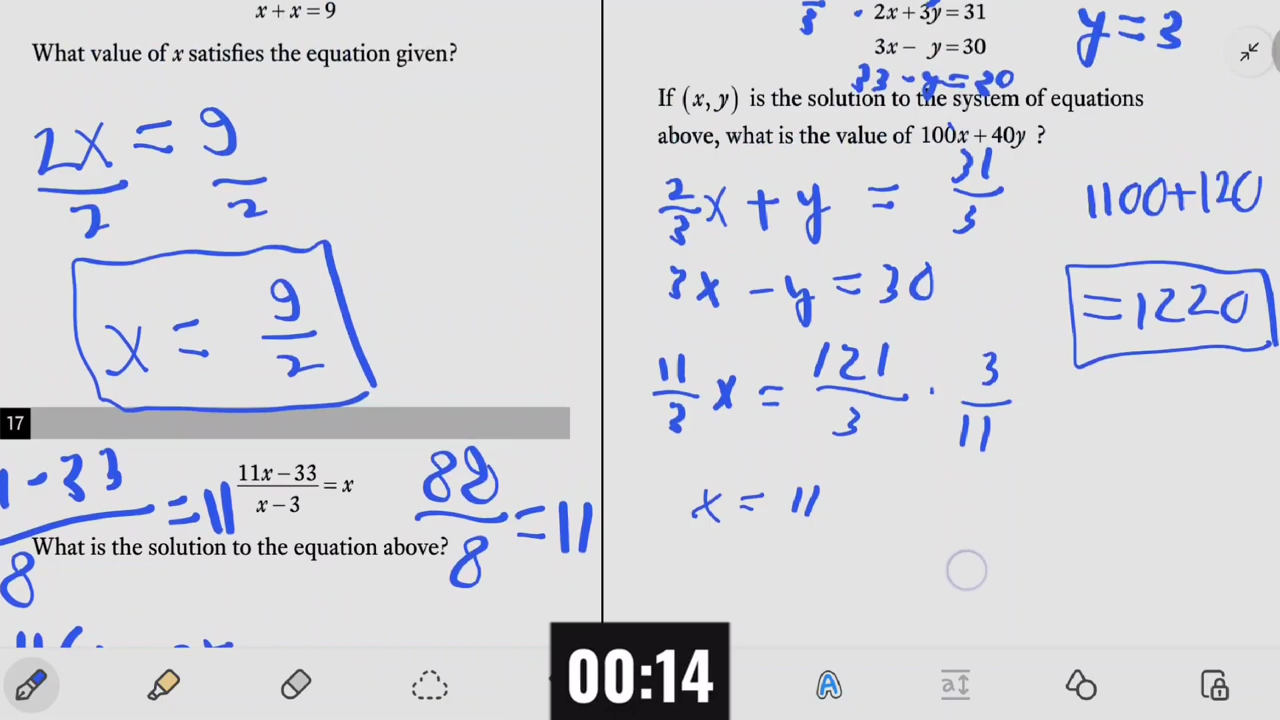 x + x = 9
What value of x satisfies the equation given?
2x/2 = 9/2
x = 9/2
17
(11x − 33)/(x − 3) = x
− 33
8
= 11
88/8 = 11
What is the solution to the equation above?
11(
2x + 3y = 31
3x − y = 30
33 - y = 30
y = 3
If (x, y) is the solution to the system of equations
above, what is the value of 100x + 40y ?
2/3 x + y = 31/3
3x - y = 30
11/3 x = 121/3 · 3/11
x = 11
1100+120
= 1220
00:14
A
a